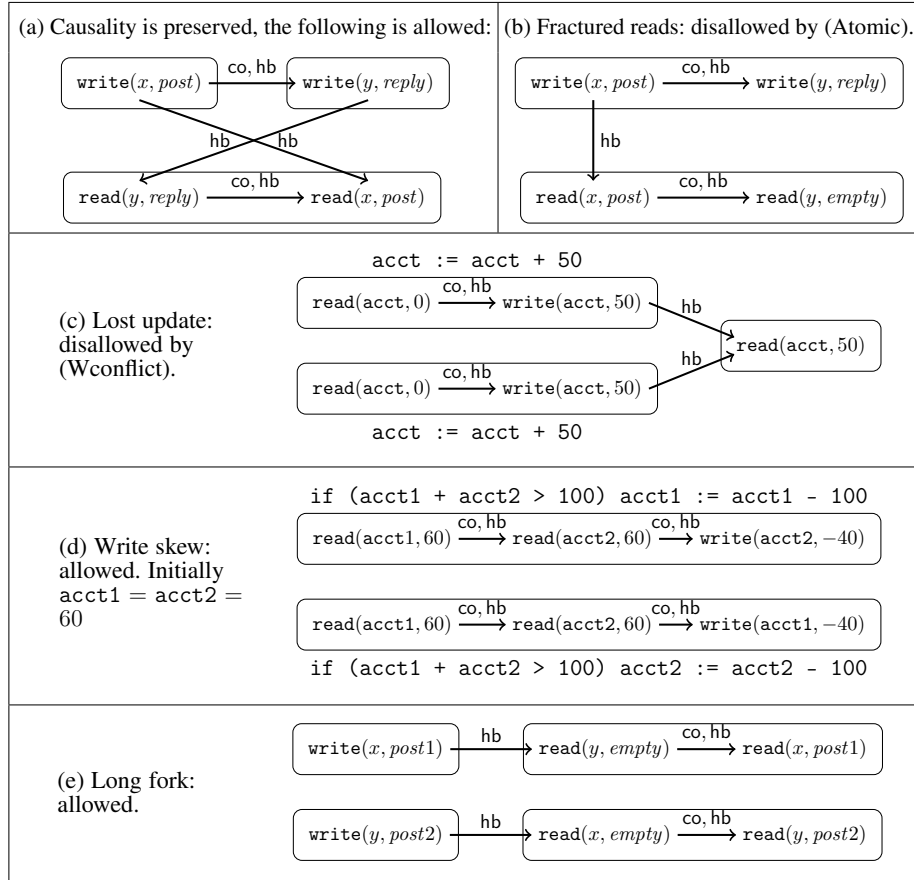 (a) Causality is preserved, the following is allowed:
write(x, post) co, hb write(y, reply)
hb hb
read(y, reply) co, hb read(x, post)
(b) Fractured reads: disallowed by (Atomic).
write(x, post) co, hb write(y, reply)
hb
read(x, post) co, hb read(y, empty)
(c) Lost update:
disallowed by
(Wconflict).
acct := acct + 50
read(acct, 0) co, hb write(acct, 50) hb
read(acct, 50)
read(acct, 0) co, hb write(acct, 50) hb
acct := acct + 50
(d) Write skew:
allowed. Initially
acct1 = acct2 =
60
if (acct1 + acct2 > 100) acct1 := acct1 - 100
read(acct1, 60) co, hb read(acct2, 60) co, hb write(acct2, −40)
read(acct1, 60) co, hb read(acct2, 60) co, hb write(acct1, −40)
if (acct1 + acct2 > 100) acct2 := acct2 - 100
(e) Long fork:
allowed.
write(x, post1) hb read(y, empty) co, hb read(x, post1)
write(y, post2) hb read(x, empty) co, hb read(y, post2)